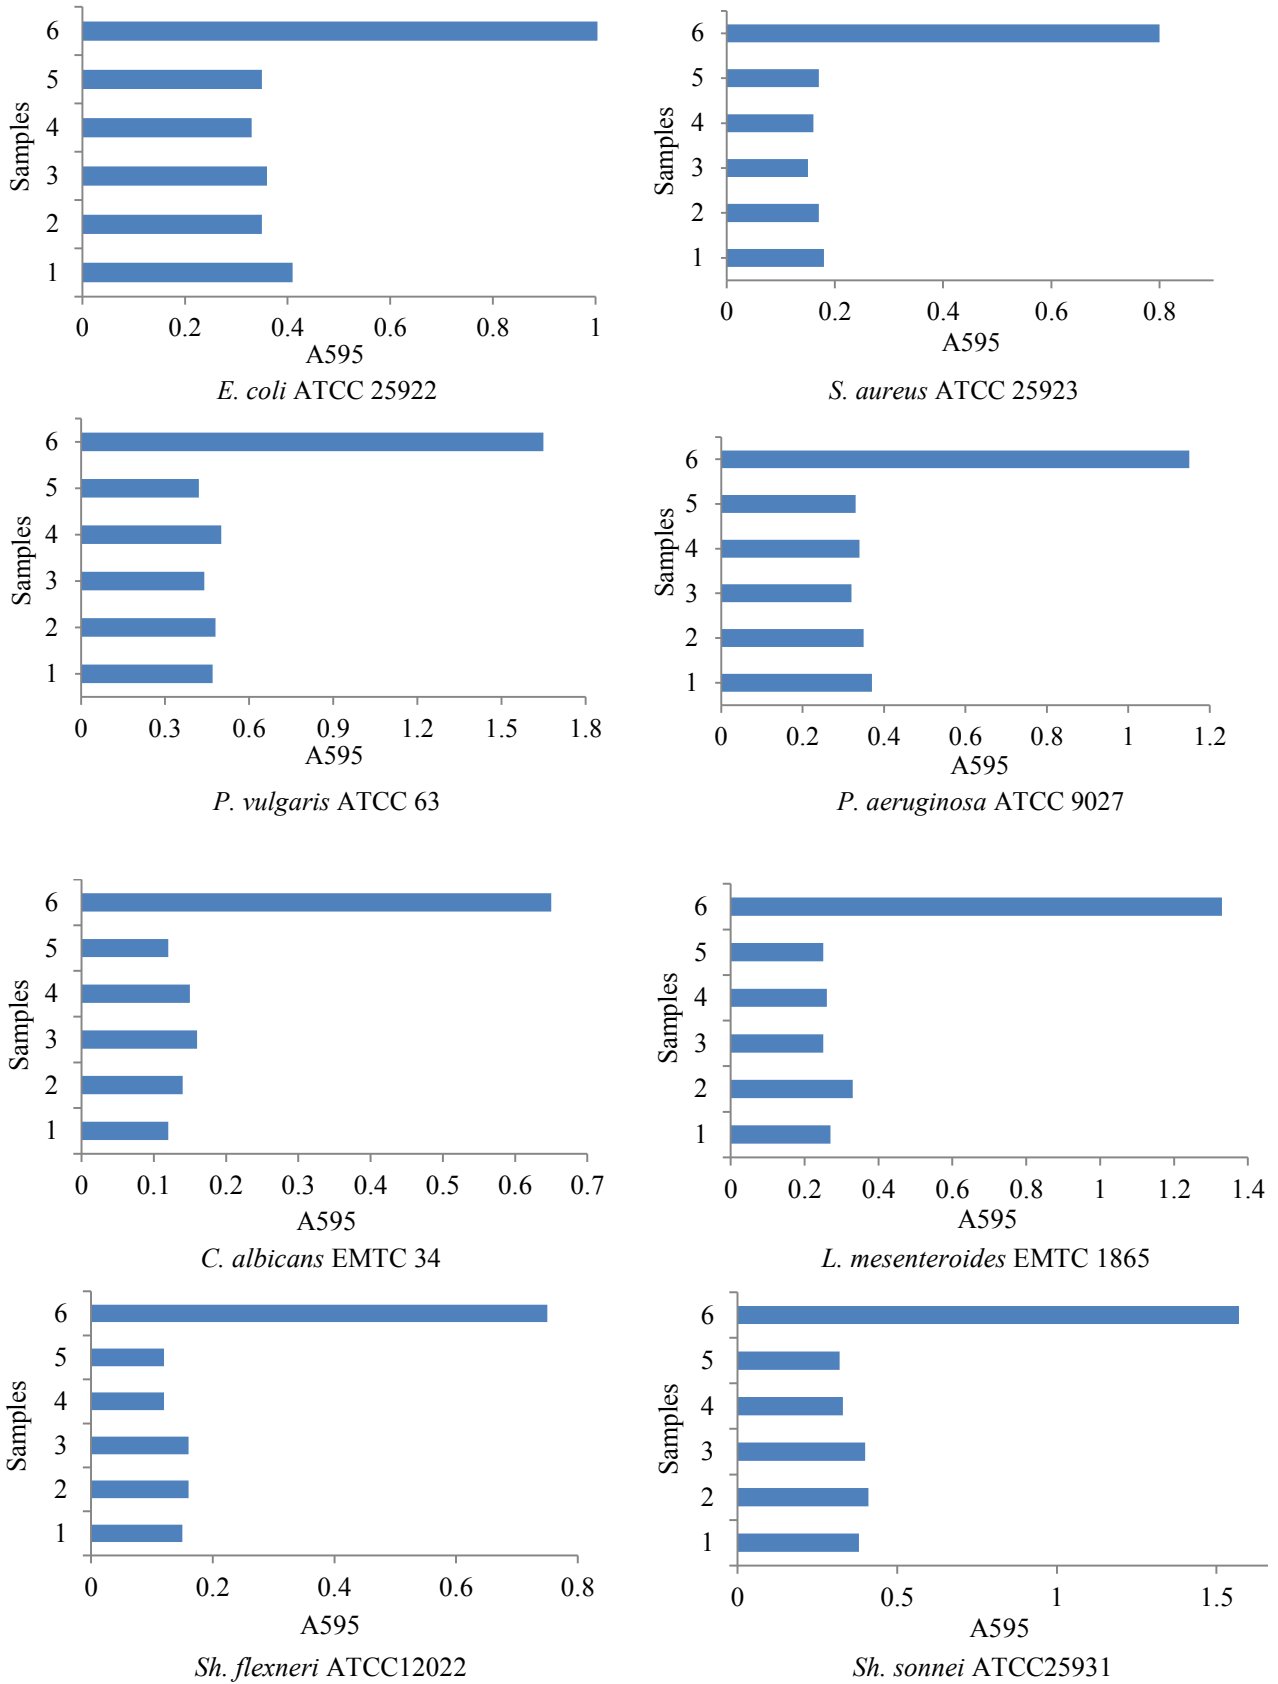 6
5
4
3
2
1
Samples
0 0.2 0.4 0.6 0.8 1
A595
E. coli ATCC 25922
6
5
4
3
2
1
Samples
0 0.2 0.4 0.6 0.8
A595
S. aureus ATCC 25923
6
5
4
3
2
1
Samples
0 0.3 0.6 0.9 1.2 1.5 1.8
A595
P. vulgaris ATCC 63
6
5
4
3
2
1
Samples
0 0.2 0.4 0.6 0.8 1 1.2
A595
P. aeruginosa ATCC 9027
6
5
4
3
2
1
Samples
0 0.1 0.2 0.3 0.4 0.5 0.6 0.7
A595
C. albicans EMTC 34
6
5
4
3
2
1
Samples
0 0.2 0.4 0.6 0.8 1 1.2 1.4
A595
L. mesenteroides EMTC 1865
6
5
4
3
2
1
Samples
0 0.2 0.4 0.6 0.8
A595
Sh. flexneri ATCC12022
6
5
4
3
2
1
Samples
0 0.5 1 1.5
A595
Sh. sonnei ATCC25931